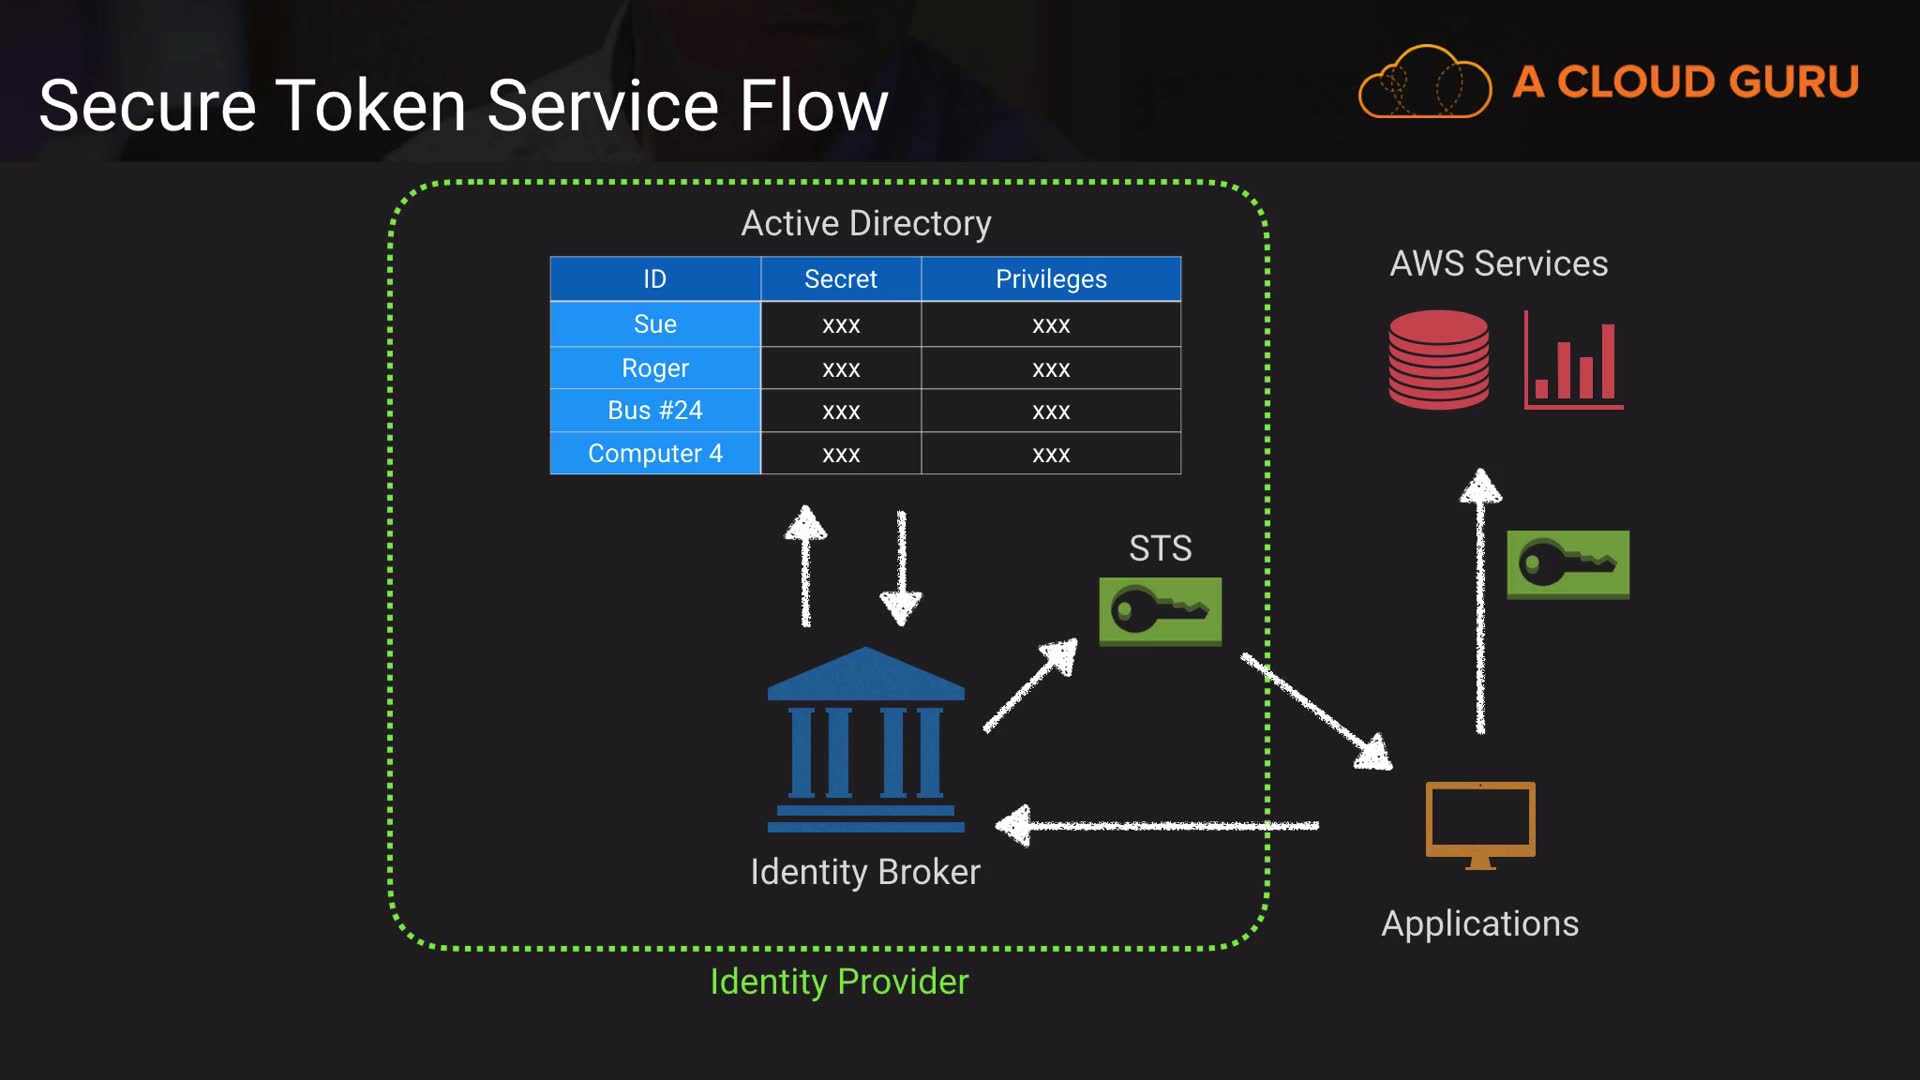 Secure Token Service Flow
A CLOUD GURU
Active Directory
ID Secret Privileges
Sue xxx xxx
Roger xxx xxx
Bus #24 xxx xxx
Computer 4 xxx xxx
AWS Services
STS
Identity Broker
Applications
Identity Provider